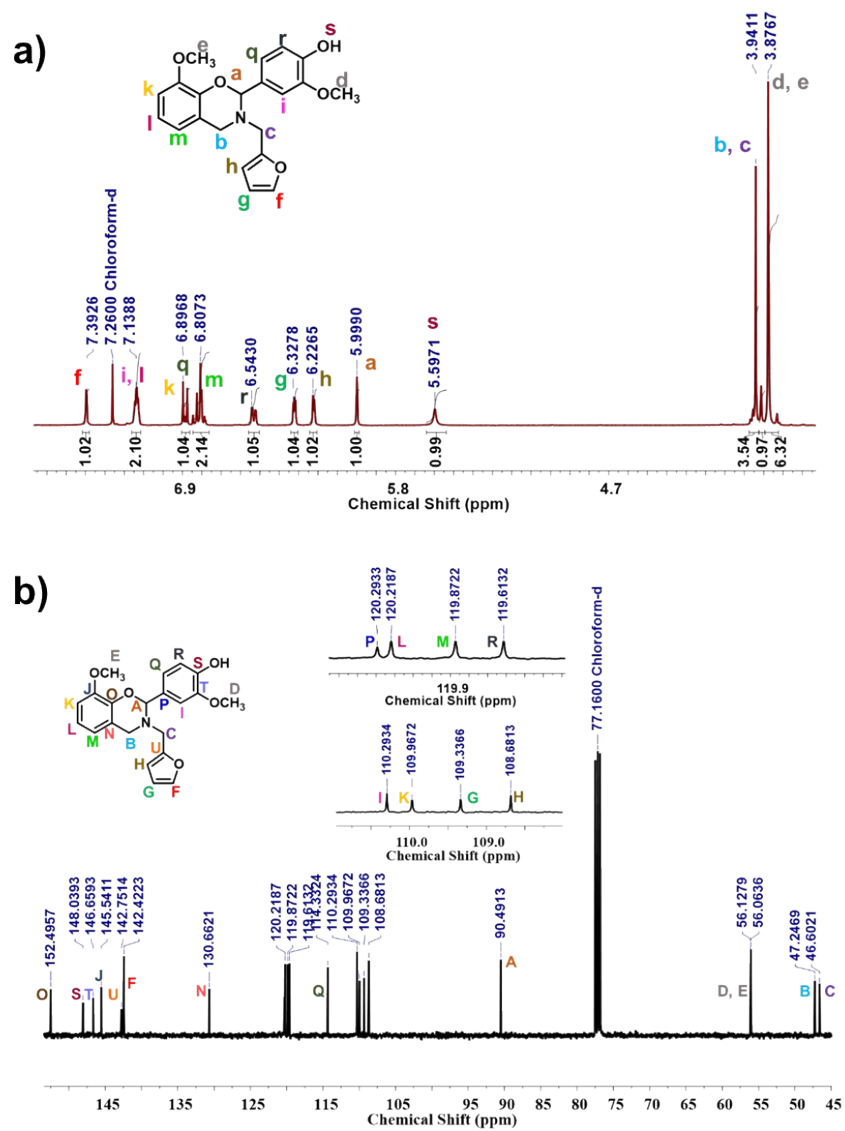 a)
s
r
OH
e
OCH3
q
a
d
O
OCH3
k
i
l
N
m
b
c
h
O
g
f
3.9411
3.8767
d, e
b, c
7.3926
7.2600 Chloroform-d
7.1388
6.8968
6.8073
6.5430
6.3278
6.2265
5.9990
5.5971
s
f
i, l
q
k
m
r
g
h
a
1.02
2.10
1.04
2.14
1.05
1.04
1.02
1.00
0.99
3.54
0.97
6.32
6.9
5.8
4.7
Chemical Shift (ppm)
b)
120.2933
120.2187
119.8722
119.6132
P
L
M
R
119.9
Chemical Shift (ppm)
E
R
OCH3
Q
S
OH
J
O
O
T
D
K
A
P
OCH3
I
L
N
M
N
B
C
U
H
O
G
F
110.2934
109.9672
109.3366
108.6813
I
K
G
H
110.0
109.0
Chemical Shift (ppm)
77.1600 Chloroform-d
152.4957
148.0393
146.6593
145.5411
142.7514
142.4223
130.6621
120.2187
119.8722
119.6132
114.3324
110.2934
109.9672
109.3366
108.6813
90.4913
56.1279
56.0636
47.2469
46.6021
O
S
T
J
U
F
N
Q
A
D, E
B
C
145
135
125
115
105
95
90
85
80
75
70
65
60
55
50
45
Chemical Shift (ppm)